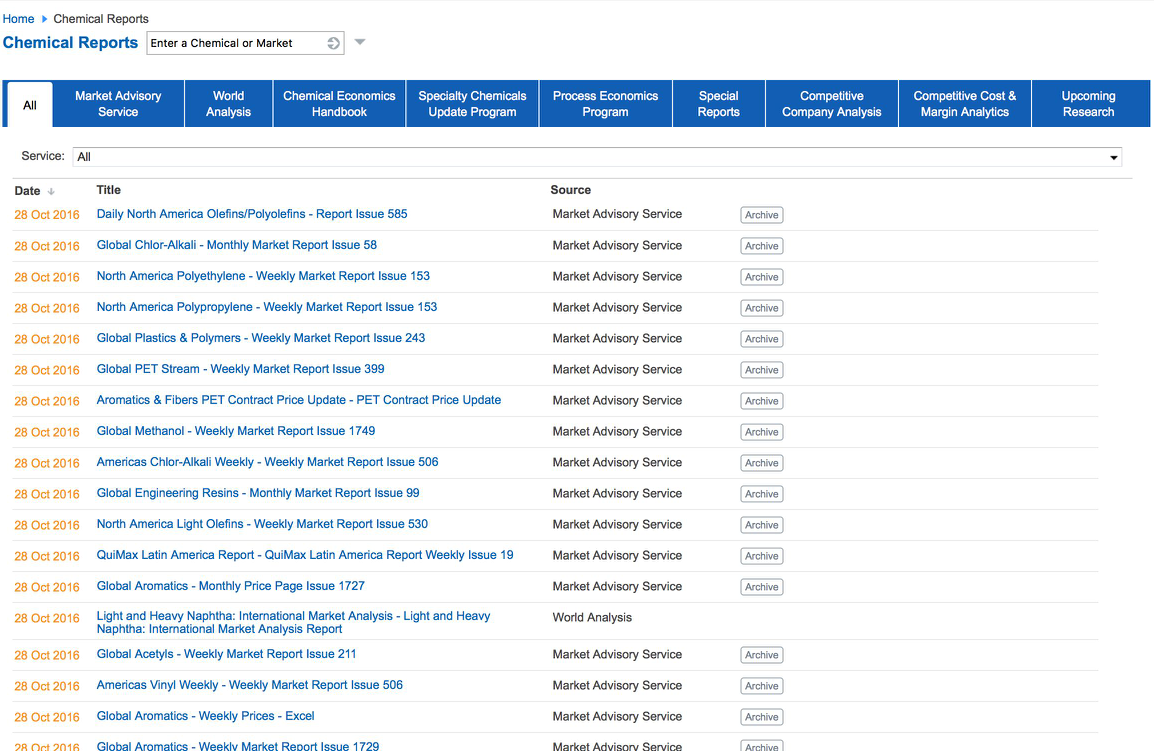 Home Chemical Reports
Chemical Reports Enter a Chemical or Market
All
Market Advisory
Service
World
Analysis
Chemical Economics
Handbook
Specialty Chemicals
Update Program
Process Economics
Program
Special
Reports
Competitive
Company Analysis
Competitive Cost &
Margin Analytics
Upcoming
Research
Service: All
Date Title Source
28 Oct 2016 Daily North America Olefins/Polyolefins - Report Issue 585 Market Advisory Service Archive
28 Oct 2016 Global Chlor-Alkali - Monthly Market Report Issue 58 Market Advisory Service Archive
28 Oct 2016 North America Polyethylene - Weekly Market Report Issue 153 Market Advisory Service Archive
28 Oct 2016 North America Polypropylene - Weekly Market Report Issue 153 Market Advisory Service Archive
28 Oct 2016 Global Plastics & Polymers - Weekly Market Report Issue 243 Market Advisory Service Archive
28 Oct 2016 Global PET Stream - Weekly Market Report Issue 399 Market Advisory Service Archive
28 Oct 2016 Aromatics & Fibers PET Contract Price Update - PET Contract Price Update Market Advisory Service Archive
28 Oct 2016 Global Methanol - Weekly Market Report Issue 1749 Market Advisory Service Archive
28 Oct 2016 Americas Chlor-Alkali Weekly - Weekly Market Report Issue 506 Market Advisory Service Archive
28 Oct 2016 Global Engineering Resins - Monthly Market Report Issue 99 Market Advisory Service Archive
28 Oct 2016 North America Light Olefins - Weekly Market Report Issue 530 Market Advisory Service Archive
28 Oct 2016 QuiMax Latin America Report - QuiMax Latin America Report Weekly Issue 19 Market Advisory Service Archive
28 Oct 2016 Global Aromatics - Monthly Price Page Issue 1727 Market Advisory Service Archive
28 Oct 2016 Light and Heavy Naphtha: International Market Analysis - Light and Heavy World Analysis
Naphtha: International Market Analysis Report
28 Oct 2016 Global Acetyls - Weekly Market Report Issue 211 Market Advisory Service Archive
28 Oct 2016 Americas Vinyl Weekly - Weekly Market Report Issue 506 Market Advisory Service Archive
28 Oct 2016 Global Aromatics - Weekly Prices - Excel Market Advisory Service Archive
28 Oct 2016 Global Aromatics - Weekly Market Report Issue 1729 Market Advisory Service Archive